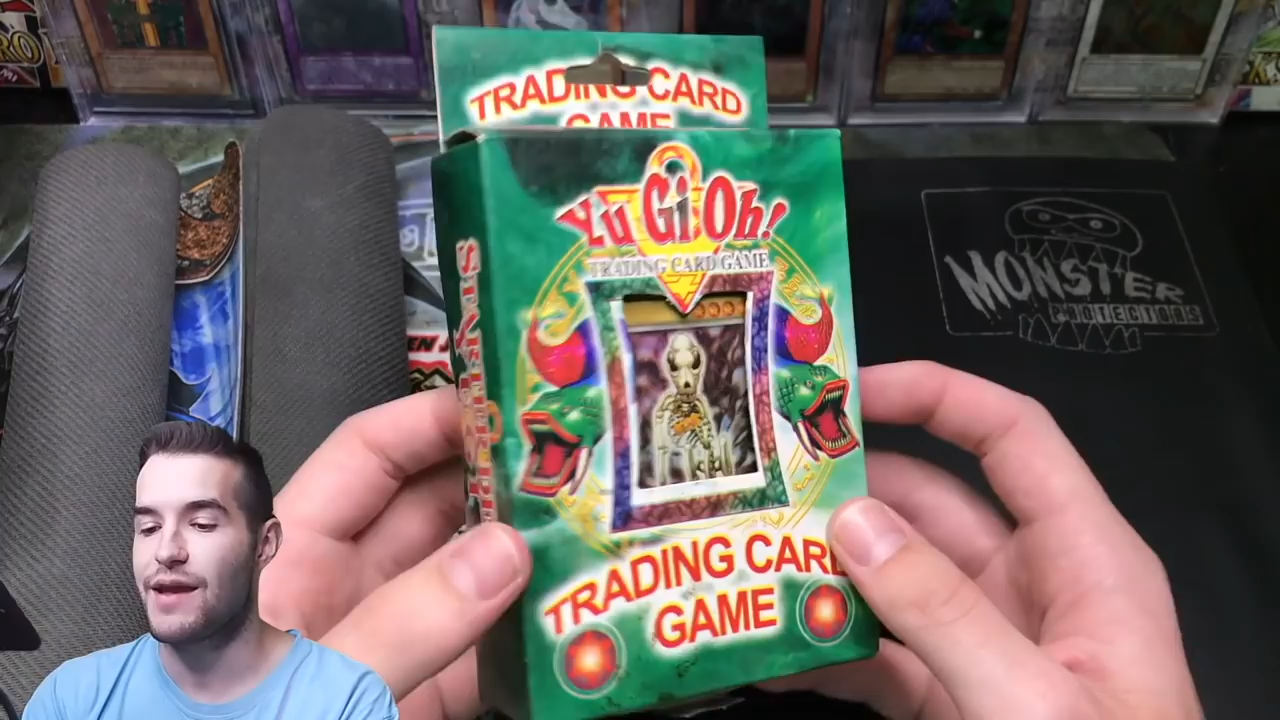 TRADING CARD
GAME
Yu Gi Oh!
TRADING CARD GAME
TRADING CARD
GAME
MONSTER
PROTECTORS